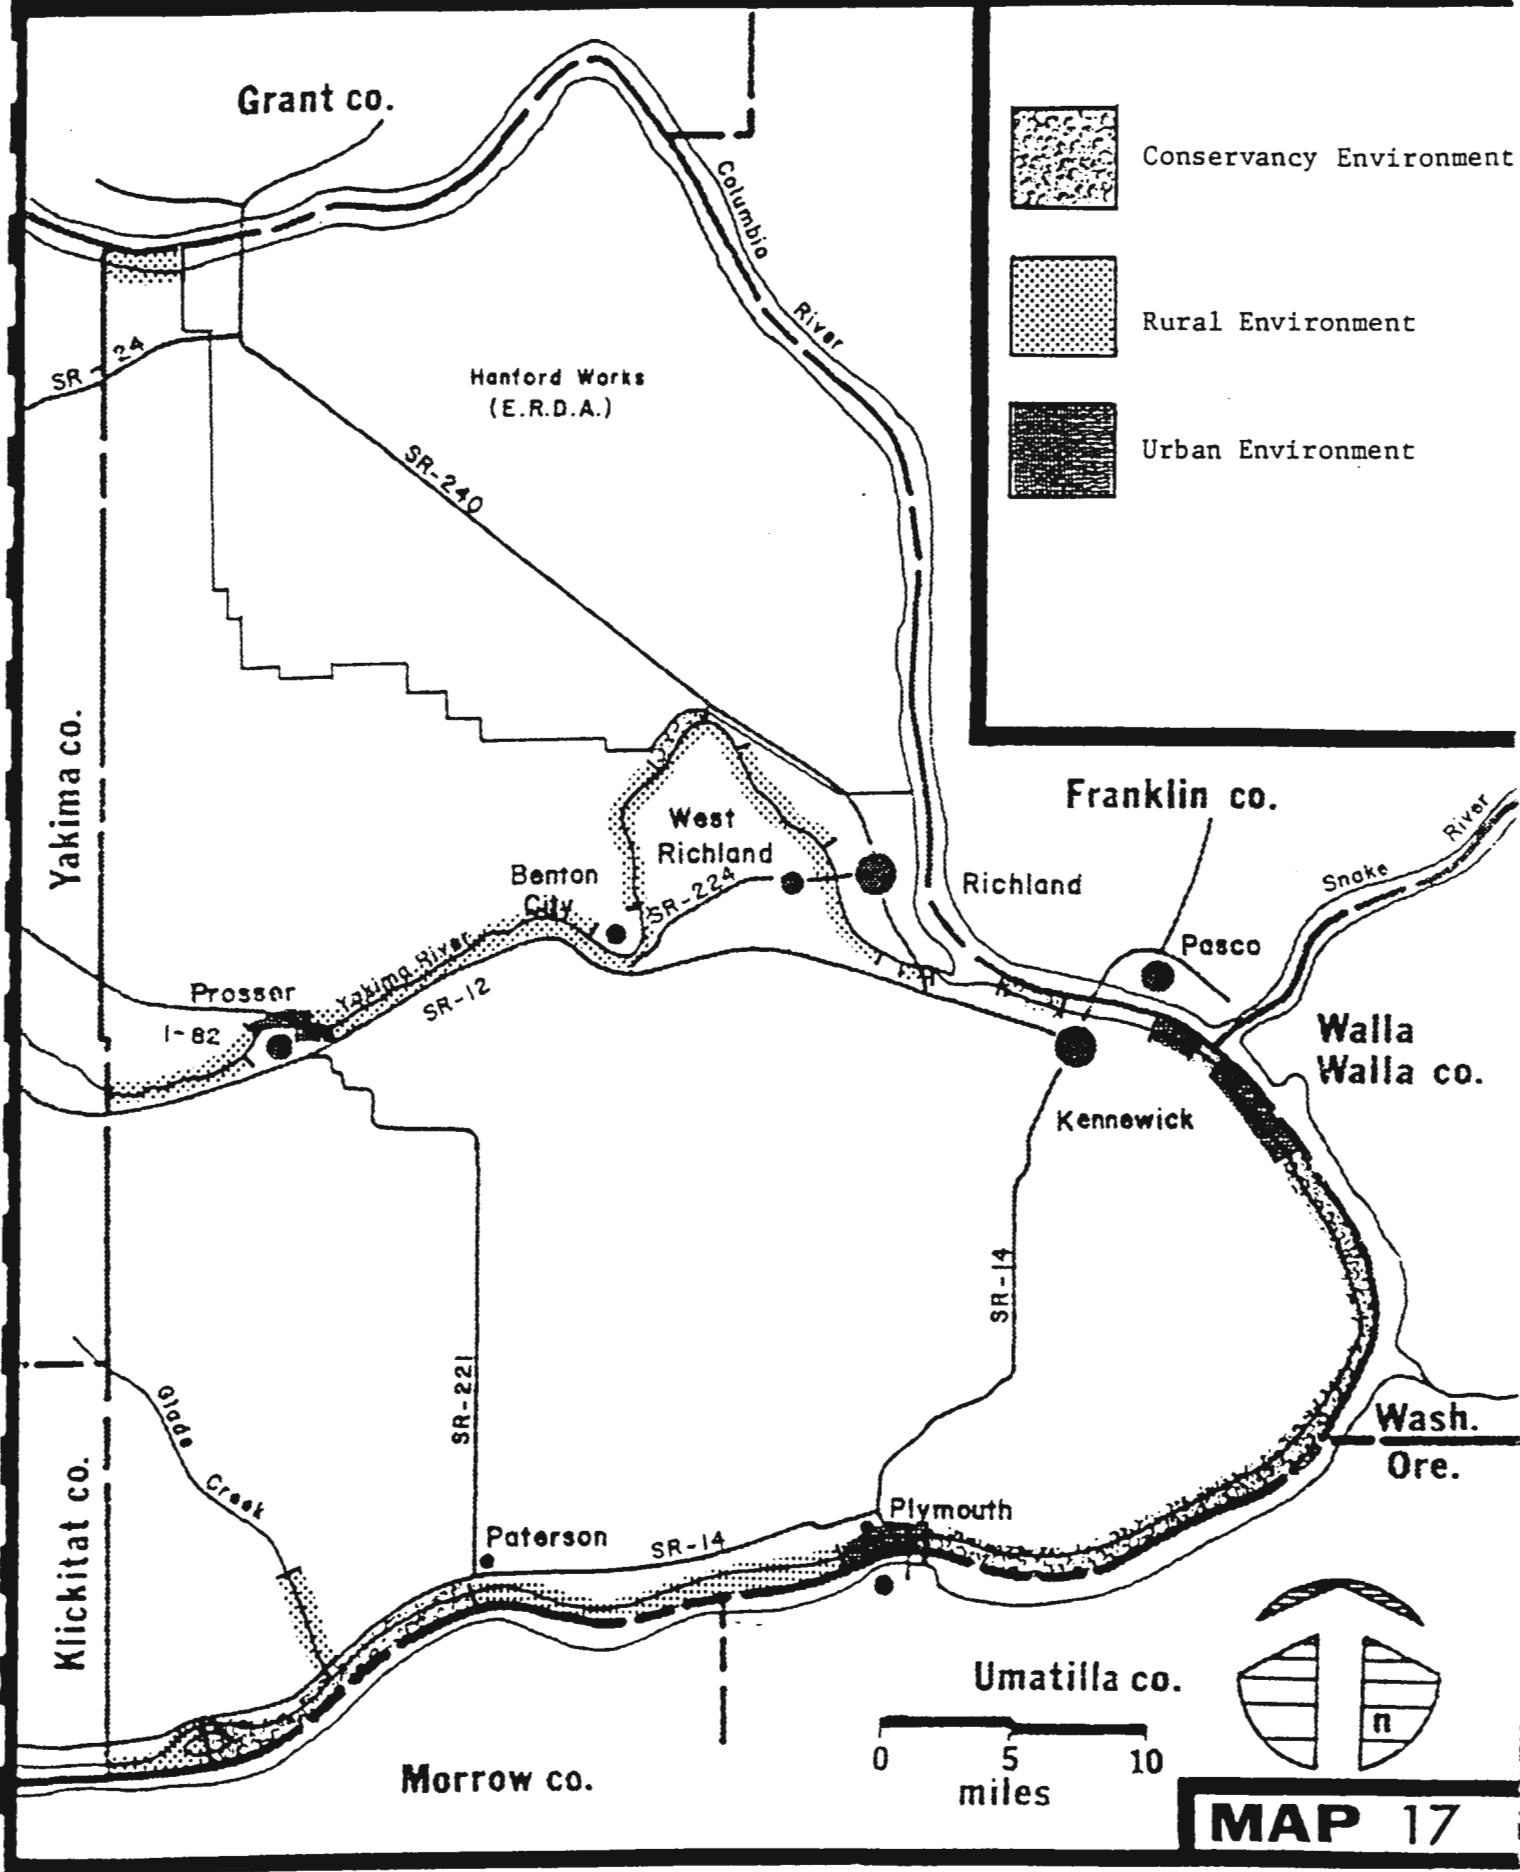 Grant co.
Conservancy Environment
Columbia
River
Rural Environment
SR-24
Hanford Works
(E.R.D.A.)
SR-240
Urban Environment
Yakima co.
Franklin co.
West
Richland
River
Snake
Benton
City
SR-224
Richland
Pasco
Yakima River
Prosser
SR-12
I-82
Walla
Walla co.
Kennewick
SR-14
SR-221
Glade
Creek
Wash.
Ore.
Klickitat co.
Plymouth
Paterson
SR-14
Umatilla co.
n
0 5 10
miles
Morrow co.
MAP 17